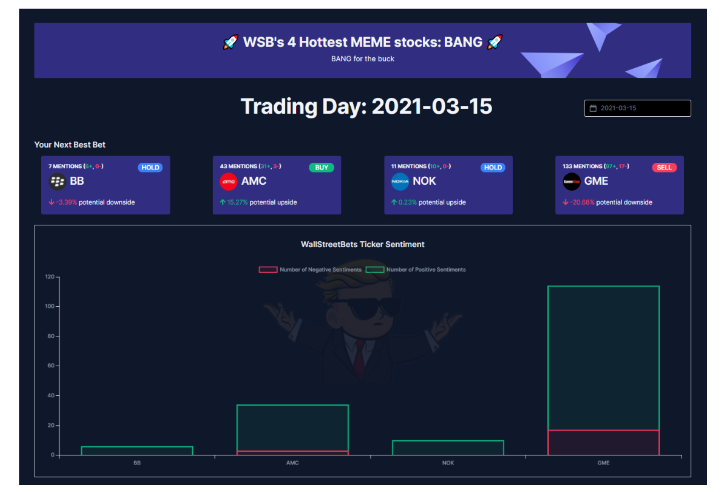 🚀 WSB's 4 Hottest MEME stocks: BANG 🚀
BANG for the buck
Trading Day: 2021-03-15
2021-03-15
Your Next Best Bet
7 MENTIONS (6+, 0-) HOLD
BB
↓ -3.39% potential downside
43 MENTIONS (31+, 3-) BUY
amc AMC
↑ 15.27% potential upside
11 MENTIONS (10+, 0-) HOLD
NOKIA NOK
↑ 0.23% potential upside
133 MENTIONS (97+, 17-) SELL
GME
↓ -20.08% potential downside
WallStreetBets Ticker Sentiment
Number of Negative Sentiments Number of Positive Sentiments
120
100
80
60
40
20
0
BB AMC NOK GME